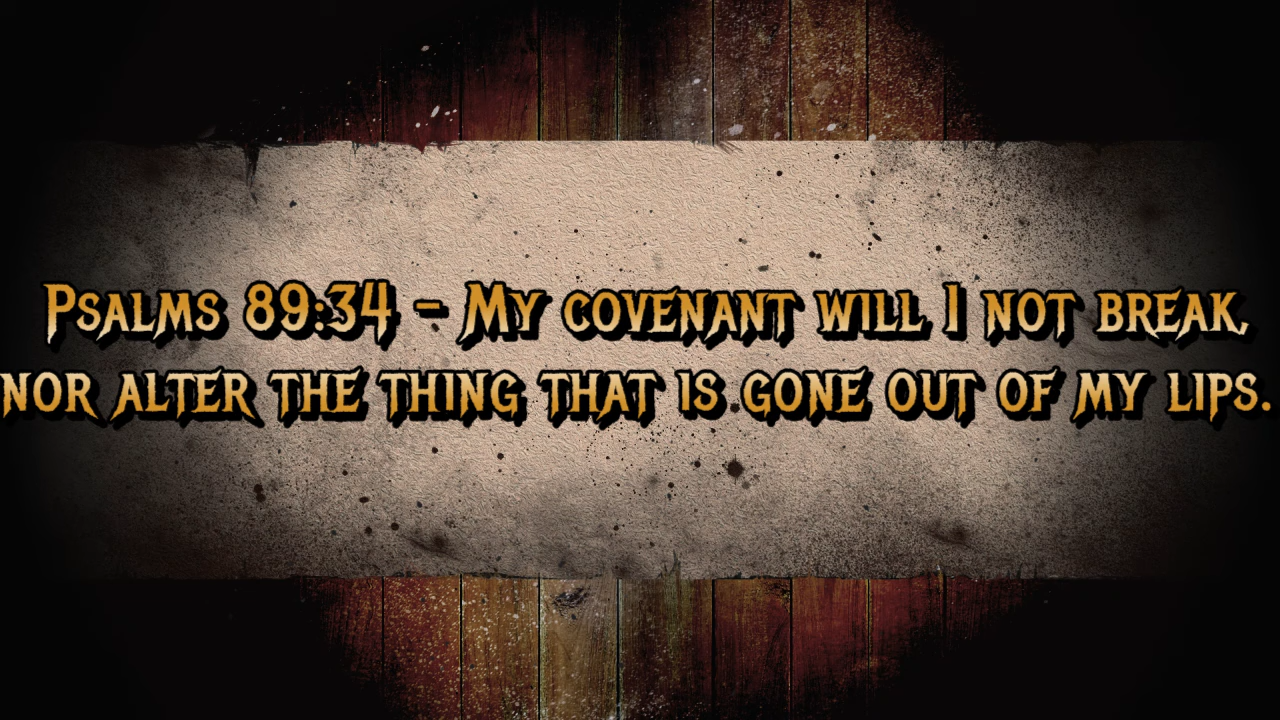 Psalms 89:34 - My covenant will I not break,
nor alter the thing that is gone out of my lips.